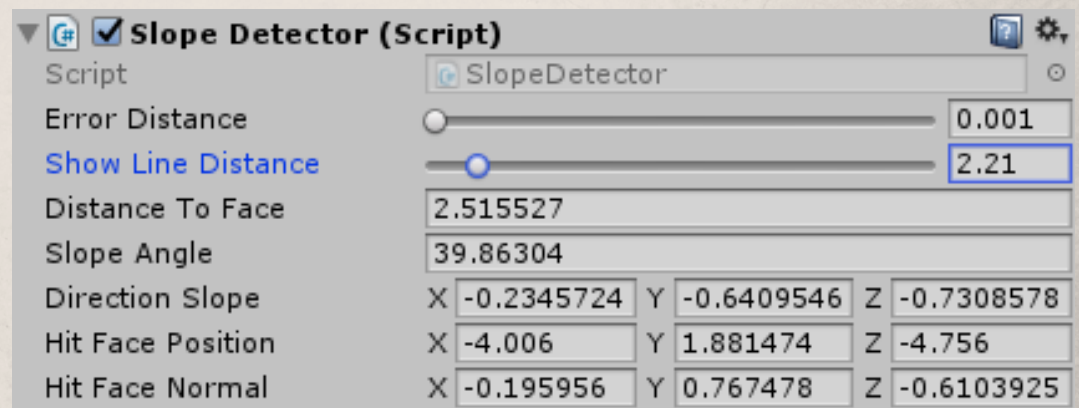 Slope Detector (Script)
Script SlopeDetector
Error Distance 0.001
Show Line Distance 2.21
Distance To Face 2.515527
Slope Angle 39.86304
Direction Slope X -0.2345724 Y -0.6409546 Z -0.7308578
Hit Face Position X -4.006 Y 1.881474 Z -4.756
Hit Face Normal X -0.195956 Y 0.767478 Z -0.6103925